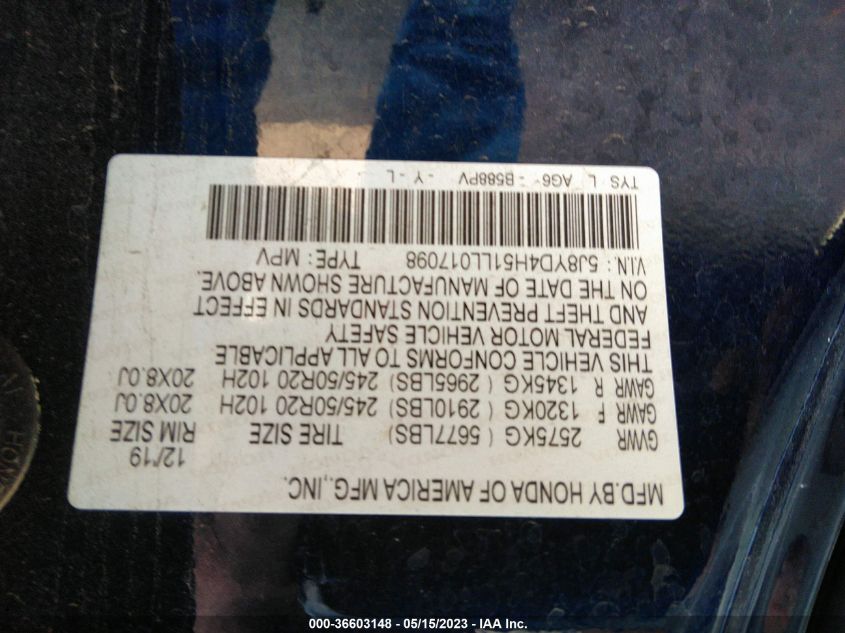 MFD.BY HONDA OF AMERICA MFG.,INC. 12/19
GVWR 2575KG ( 5677LBS) TIRE SIZE RIM SIZE
GAWR F 1320KG ( 2910LBS) 245/50R20 102H 20X8.0J
GAWR R 1345KG ( 2965LBS) 245/50R20 102H 20X8.0J
THIS VEHICLE CONFORMS TO ALL APPLICABLE
FEDERAL MOTOR VEHICLE SAFETY
AND THEFT PREVENTION STANDARDS IN EFFECT
ON THE DATE OF MANUFACTURE SHOWN ABOVE.
V.I.N.: 5J8YD4H51LL017098 TYPE: MPV
TYS L AG6 - B588PV -Y - L
000-36603148 - 05/15/2023 - IAA Inc.